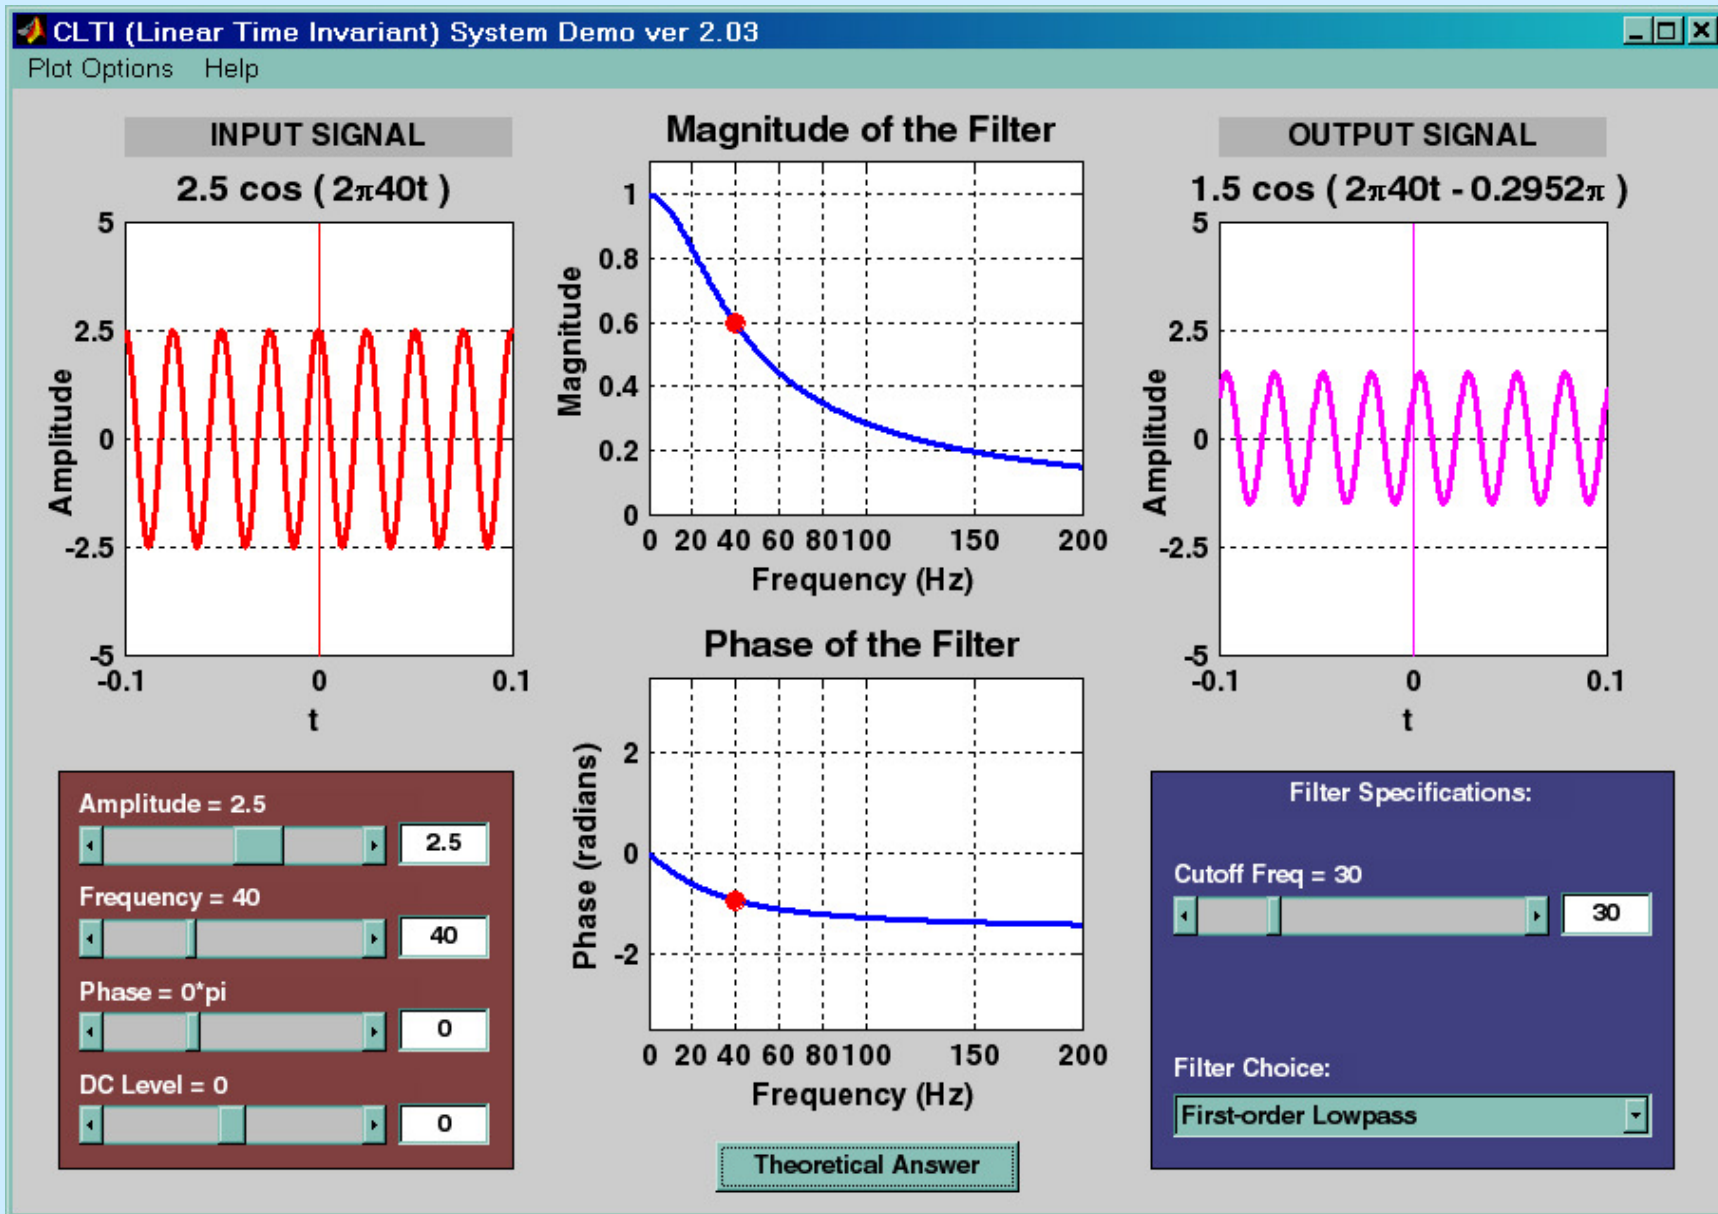 CLTI (Linear Time Invariant) System Demo ver 2.03
Plot Options Help
INPUT SIGNAL
2.5 cos ( 2π40t )
5
2.5
0
-2.5
-5
Amplitude
-0.1 0 0.1
t
Magnitude of the Filter
1
0.8
0.6
0.4
0.2
0
Magnitude
0 20 40 60 80 100 150 200
Frequency (Hz)
OUTPUT SIGNAL
1.5 cos ( 2π40t - 0.2952π )
5
2.5
0
-2.5
-5
Amplitude
-0.1 0 0.1
t
Phase of the Filter
2
0
-2
Phase (radians)
0 20 40 60 80 100 150 200
Frequency (Hz)
Amplitude = 2.5
2.5
Frequency = 40
40
Phase = 0*pi
0
DC Level = 0
0
Theoretical Answer
Filter Specifications:
Cutoff Freq = 30
30
Filter Choice:
First-order Lowpass